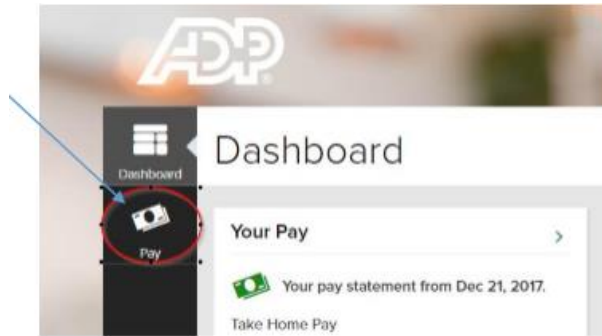 ADP
Dashboard
Dashboard
Pay
Your Pay
Your pay statement from Dec 21, 2017.
Take Home Pay